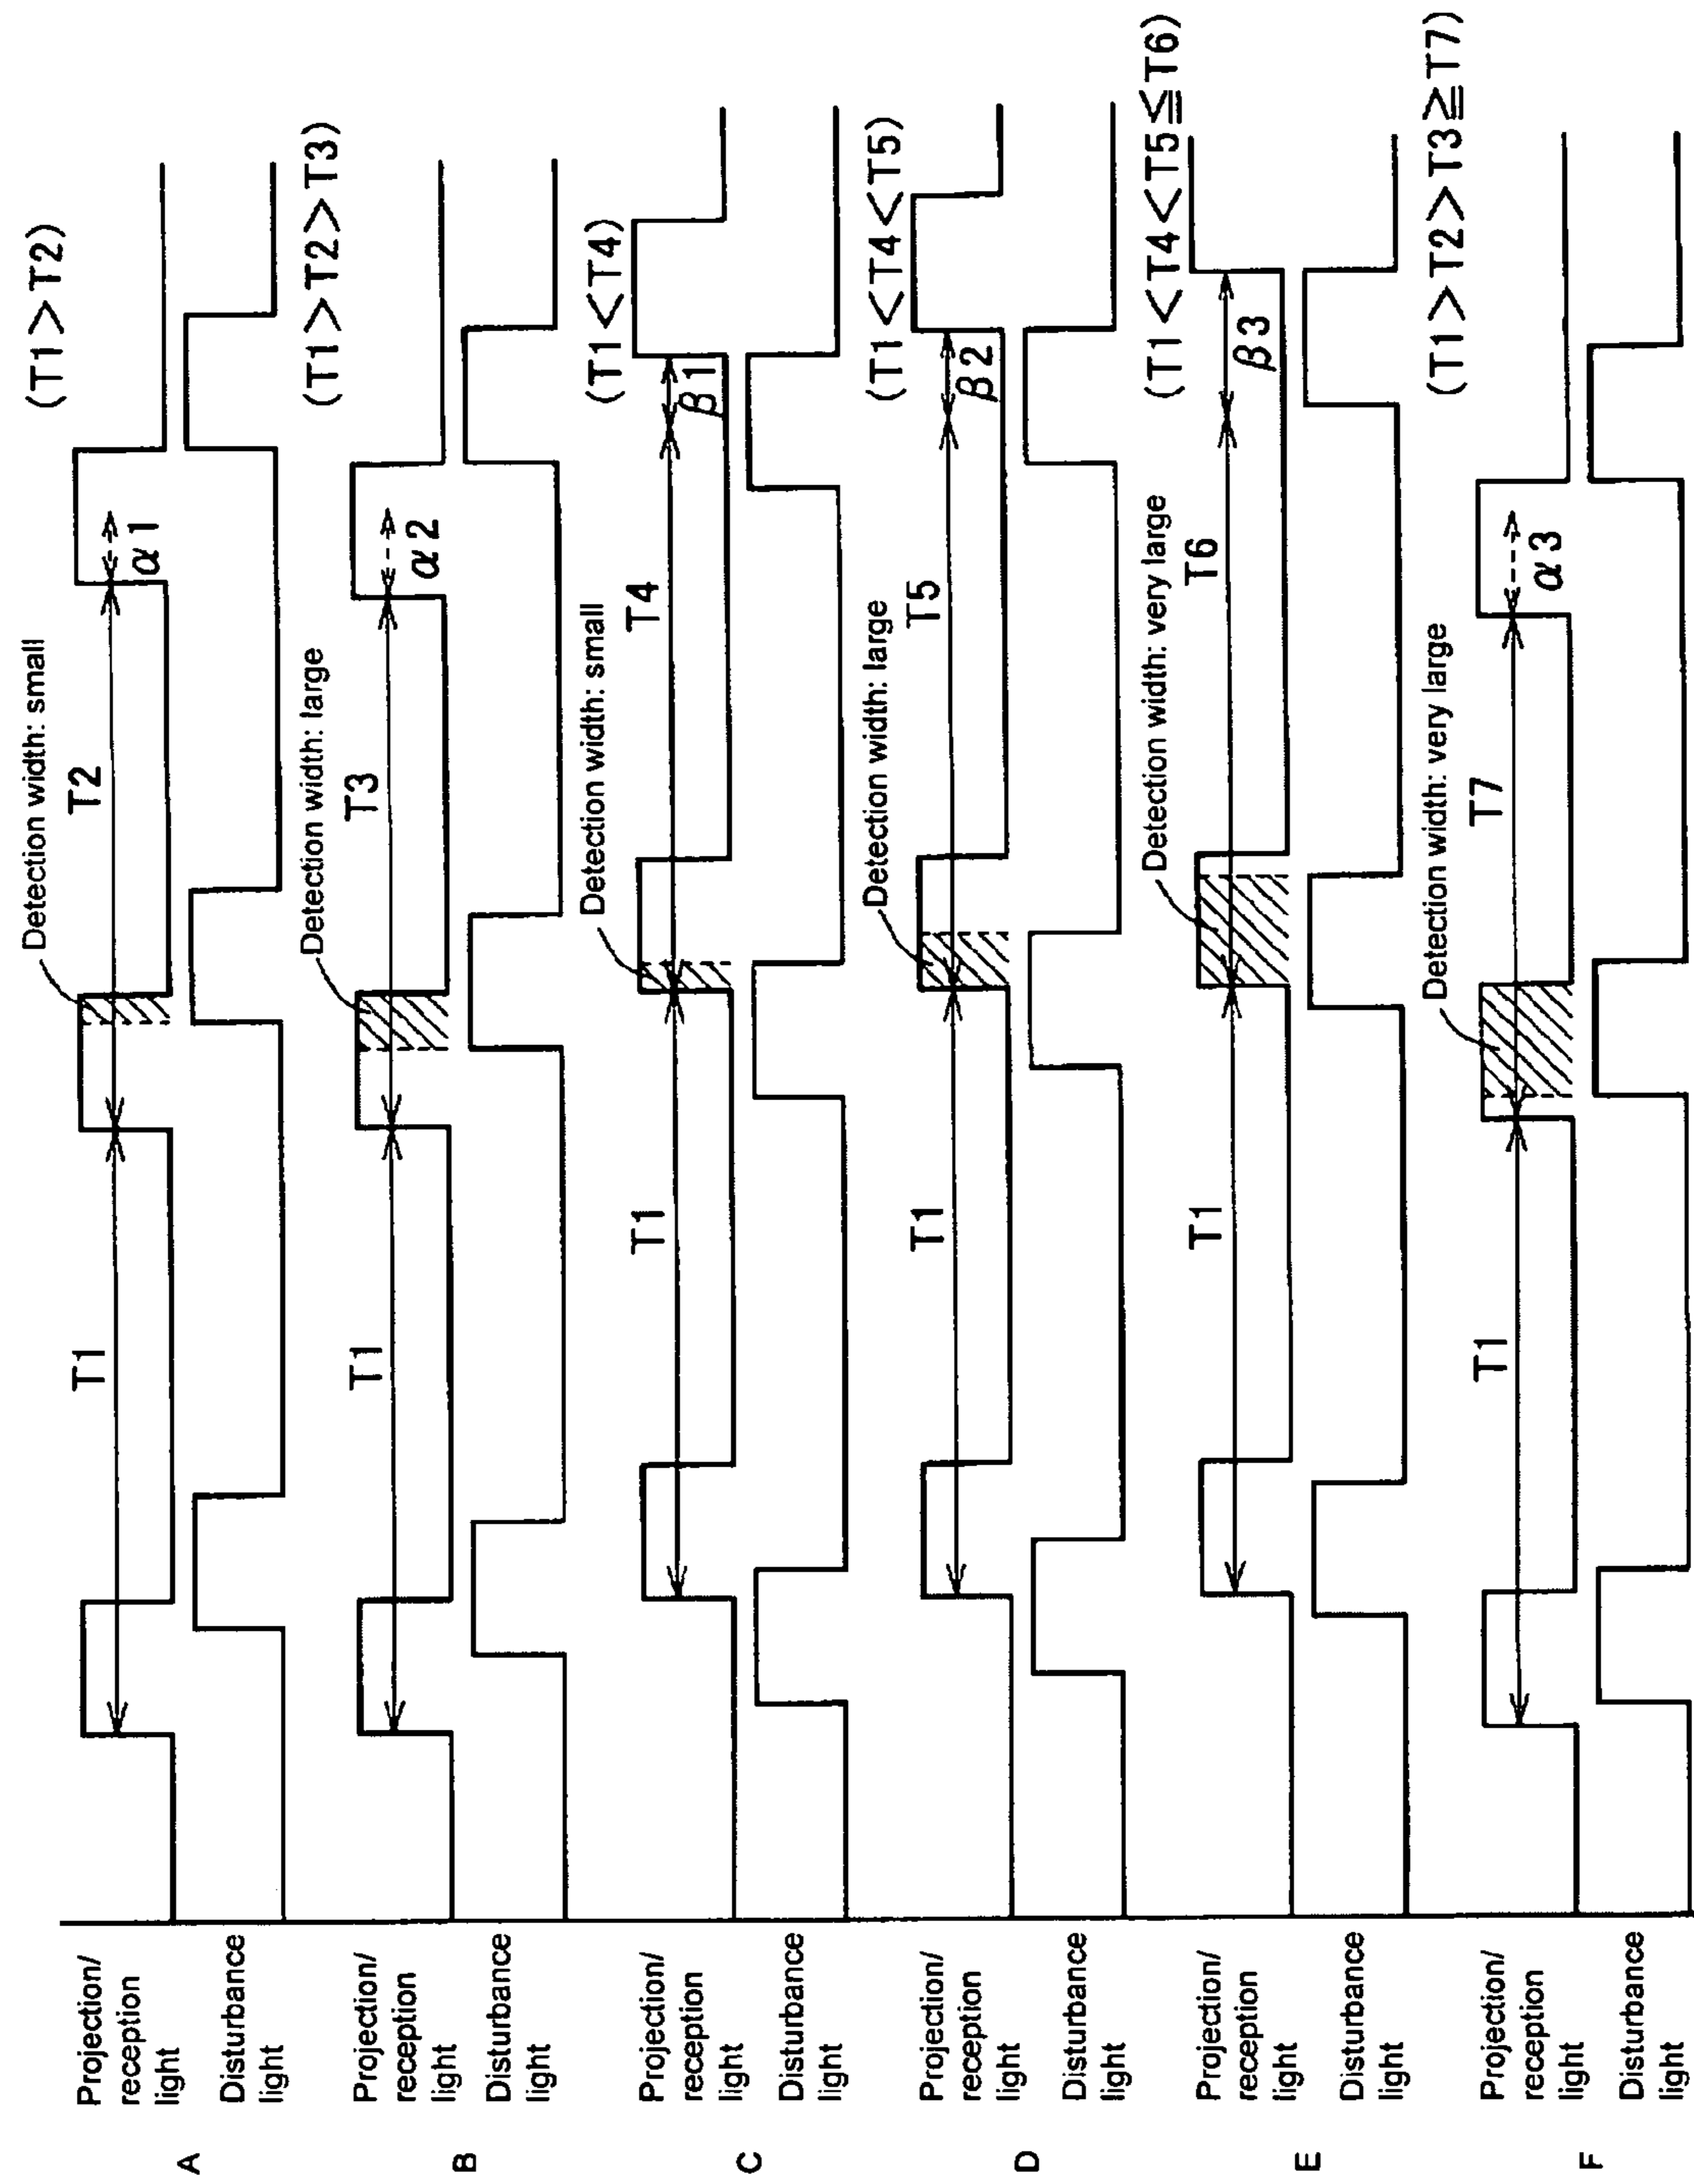 A
Projection/
reception
light
Disturbance
light
T1
T2
Detection width: small
α1
(T1>T2)
B
Projection/
reception
light
Disturbance
light
T1
T3
Detection width: large
α2
(T1>T2>T3)
C
Projection/
reception
light
Disturbance
light
T1
Detection width: small
T4
β1
(T1<T4)
D
Projection/
reception
light
Disturbance
light
T1
Detection width: large
T5
β2
(T1<T4<T5)
E
Projection/
reception
light
Disturbance
light
T1
Detection width: very large
T6
β3
(T1<T4<T5≦T6)
F
Projection/
reception
light
Disturbance
light
T1
Detection width: very large
T7
α3
(T1>T2>T3≧T7)